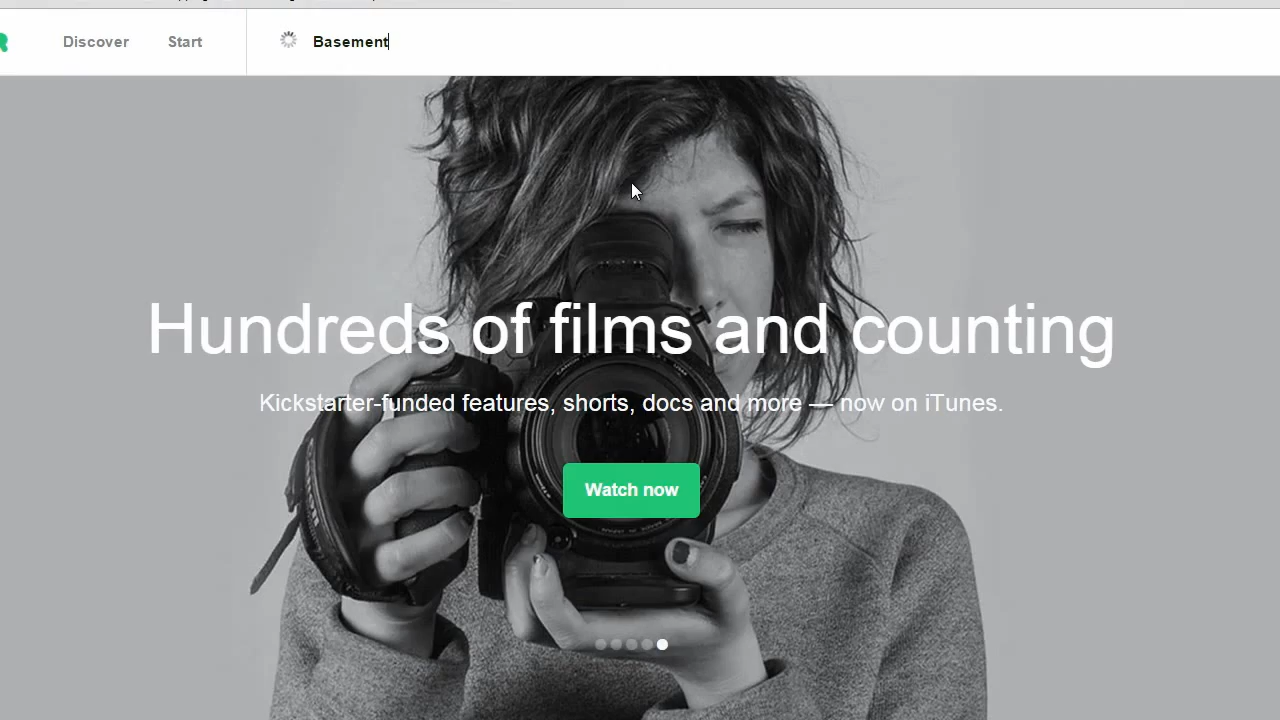 Discover Start Basement
Hundreds of films and counting
Kickstarter-funded features, shorts, docs and more — now on iTunes.
Watch now